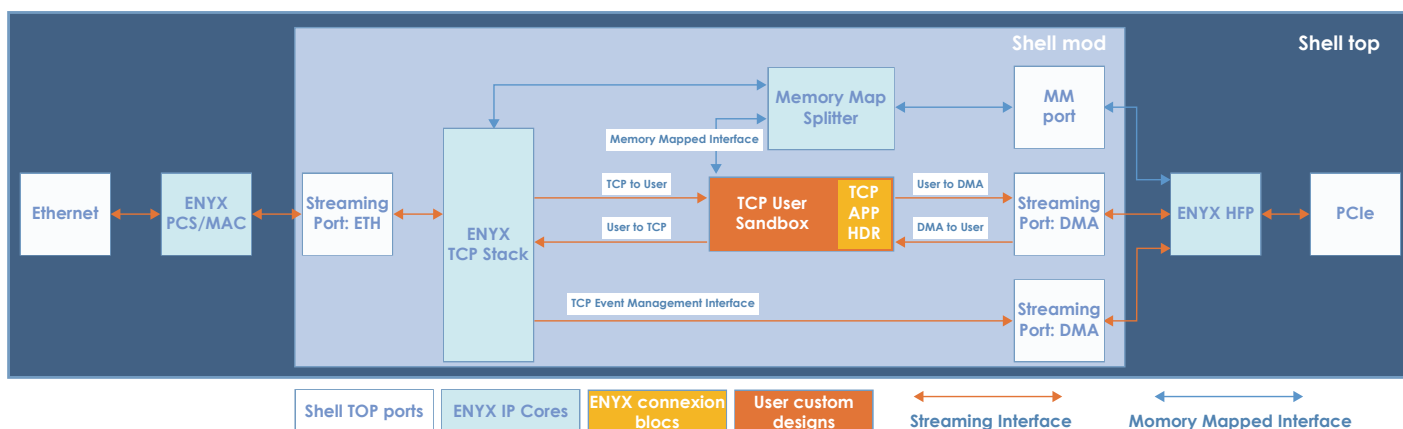 Shell mod
Shell top
Memory Map
Splitter
MM
port
Memory Mapped Interface
Ethernet
ENYX
PCS/MAC
Streaming
Port: ETH
ENYX
TCP Stack
TCP to User
User to TCP
TCP User
Sandbox
TCP
APP
HDR
User to DMA
DMA to User
Streaming
Port: DMA
ENYX HFP
PCIe
TCP Event Management Interface
Streaming
Port: DMA
Shell TOP ports
ENYX IP Cores
ENYX connexion
blocs
User custom
designs
Streaming Interface
Momory Mapped Interface